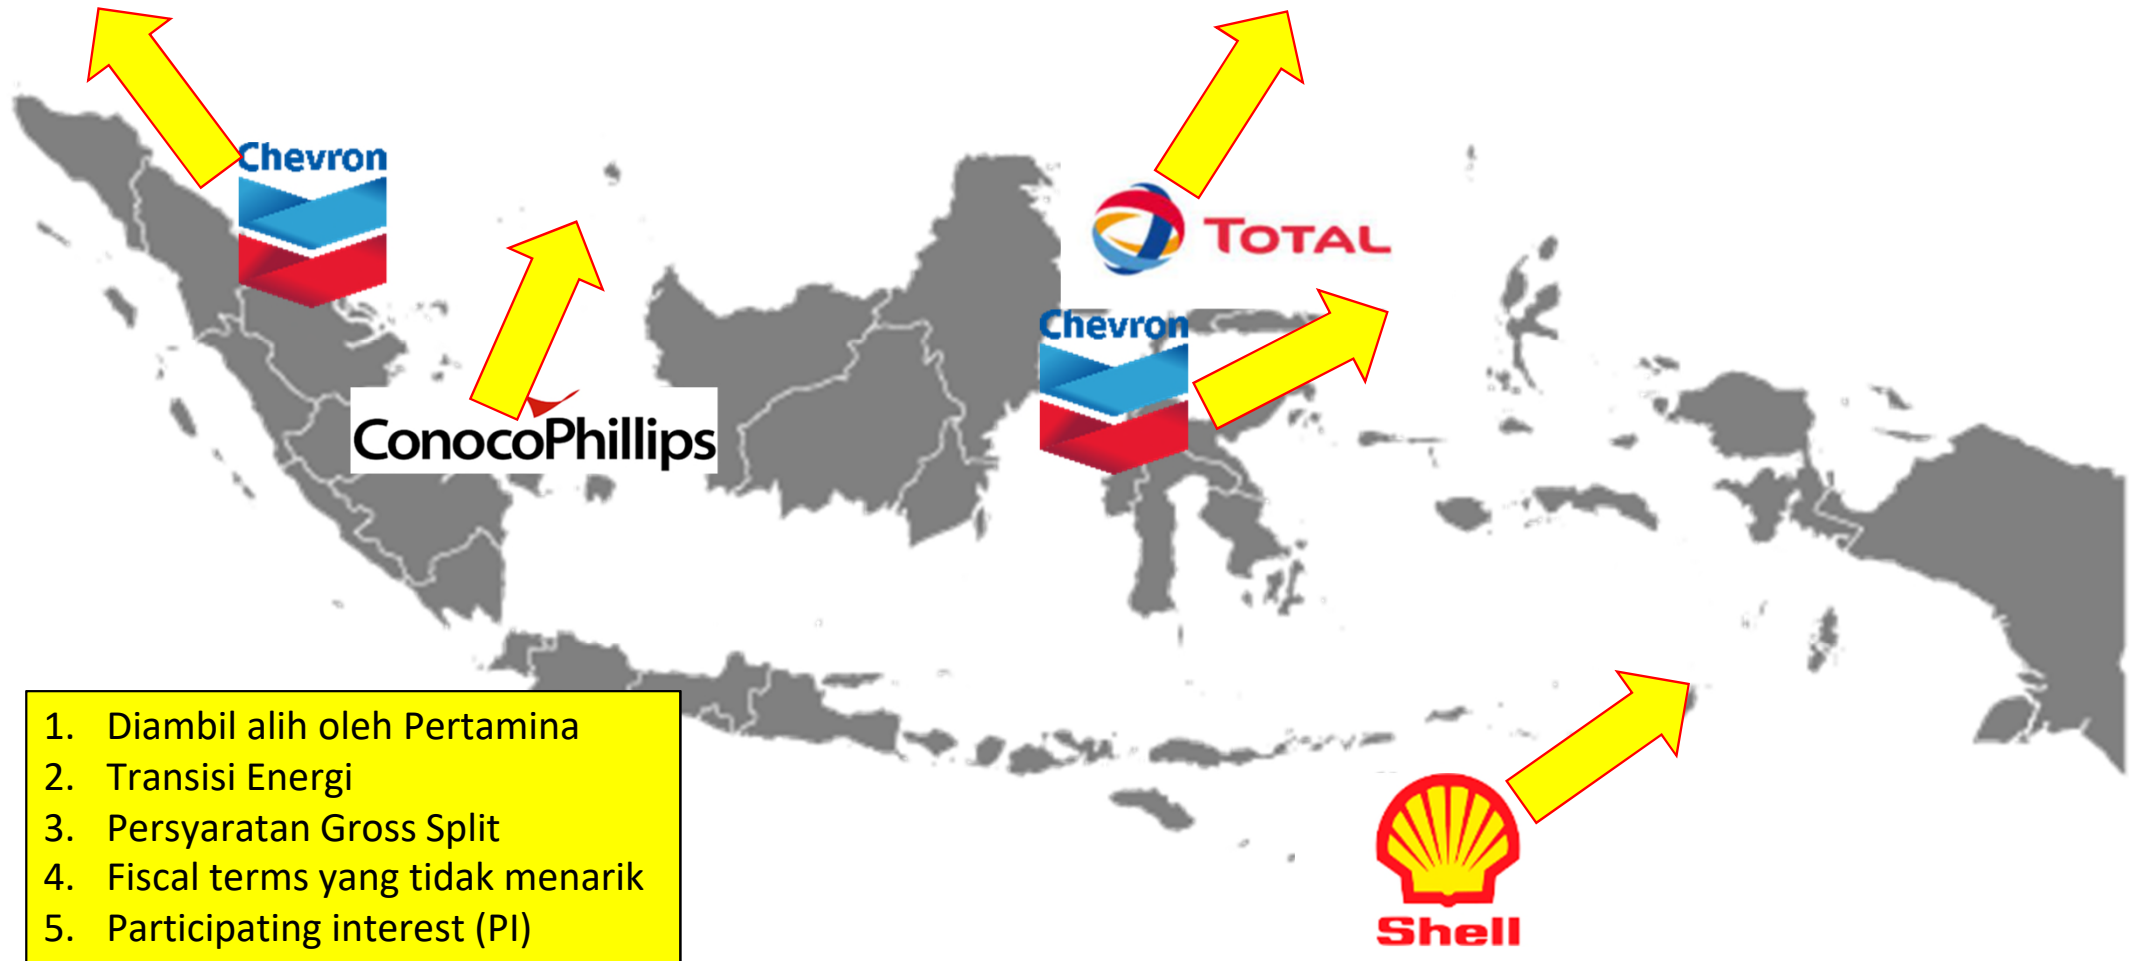 Chevron
TOTAL
Chevron
ConocoPhillips
1. Diambil alih oleh Pertamina
2. Transisi Energi
3. Persyaratan Gross Split
4. Fiscal terms yang tidak menarik
5. Participating interest (PI)
Shell